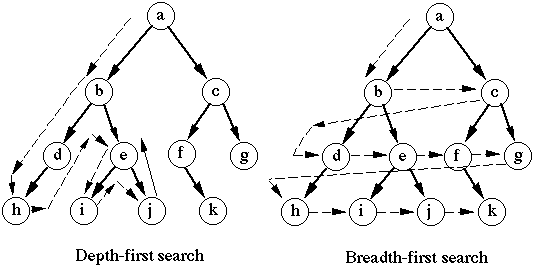 a a
b c b c
d e f g d e f g
h i j k h i j k
Depth-first search Breadth-first search